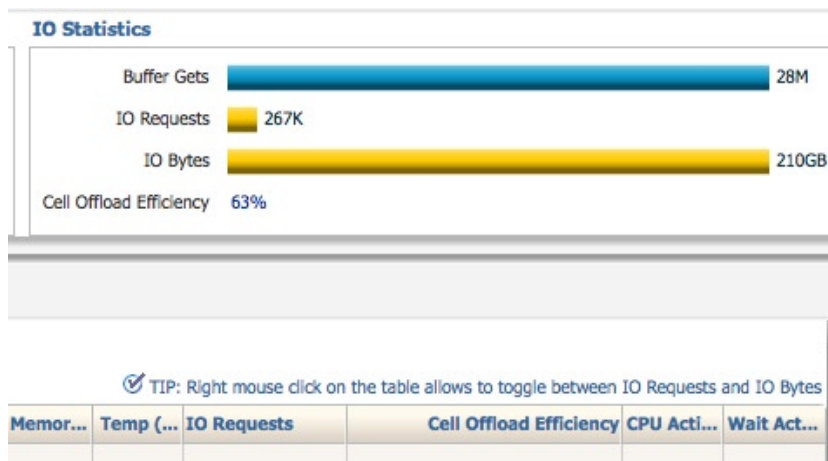 IO Statistics
Buffer Gets 28M
IO Requests 267K
IO Bytes 210GB
Cell Offload Efficiency 63%
TIP: Right mouse click on the table allows to toggle between IO Requests and IO Bytes
Memor... Temp (... IO Requests Cell Offload Efficiency CPU Acti... Wait Act...